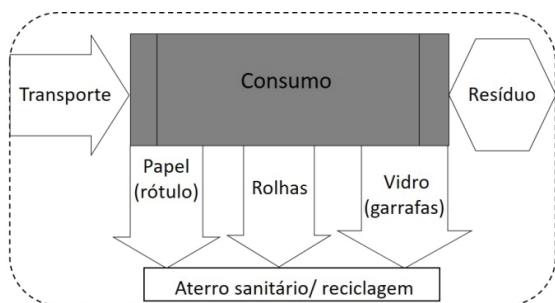 Transporte
Consumo
Resíduo
Papel
(rótulo)
Rolhas
Vidro
(garrafas)
Aterro sanitário/ reciclagem